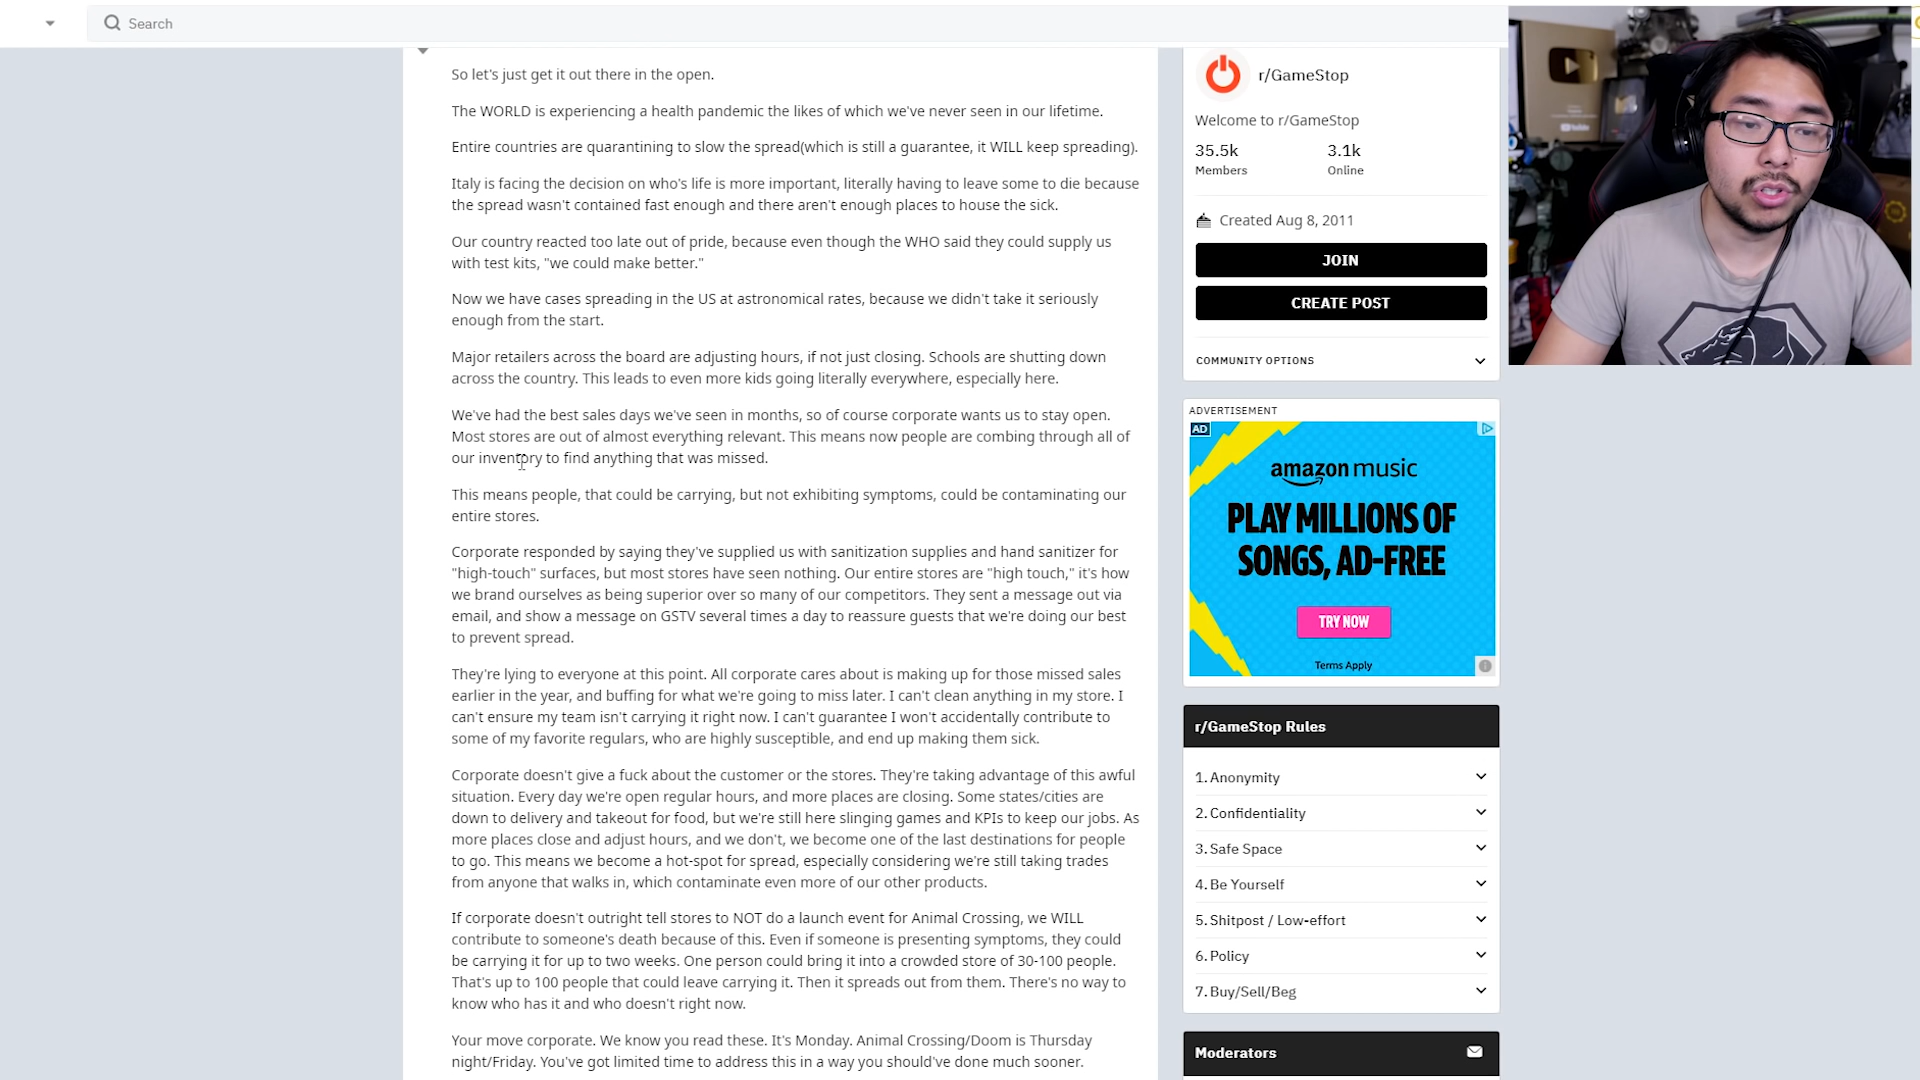 Search
So let's just get it out there in the open.
The WORLD is experiencing a health pandemic the likes of which we've never seen in our lifetime.
Entire countries are quarantining to slow the spread(which is still a guarantee, it WILL keep spreading).
Italy is facing the decision on who's life is more important, literally having to leave some to die because
the spread wasn't contained fast enough and there aren't enough places to house the sick.
Our country reacted too late out of pride, because even though the WHO said they could supply us
with test kits, "we could make better."
Now we have cases spreading in the US at astronomical rates, because we didn't take it seriously
enough from the start.
Major retailers across the board are adjusting hours, if not just closing. Schools are shutting down
across the country. This leads to even more kids going literally everywhere, especially here.
We've had the best sales days we've seen in months, so of course corporate wants us to stay open.
Most stores are out of almost everything relevant. This means now people are combing through all of
our inventory to find anything that was missed.
This means people, that could be carrying, but not exhibiting symptoms, could be contaminating our
entire stores.
Corporate responded by saying they've supplied us with sanitization supplies and hand sanitizer for
"high-touch" surfaces, but most stores have seen nothing. Our entire stores are "high touch," it's how
we brand ourselves as being superior over so many of our competitors. They sent a message out via
email, and show a message on GSTV several times a day to reassure guests that we're doing our best
to prevent spread.
They're lying to everyone at this point. All corporate cares about is making up for those missed sales
earlier in the year, and buffing for what we're going to miss later. I can't clean anything in my store. I
can't ensure my team isn't carrying it right now. I can't guarantee I won't accidentally contribute to
some of my favorite regulars, who are highly susceptible, and end up making them sick.
Corporate doesn't give a fuck about the customer or the stores. They're taking advantage of this awful
situation. Every day we're open regular hours, and more places are closing. Some states/cities are
down to delivery and takeout for food, but we're still here slinging games and KPIs to keep our jobs. As
more places close and adjust hours, and we don't, we become one of the last destinations for people
to go. This means we become a hot-spot for spread, especially considering we're still taking trades
from anyone that walks in, which contaminate even more of our other products.
If corporate doesn't outright tell stores to NOT do a launch event for Animal Crossing, we WILL
contribute to someone's death because of this. Even if someone is presenting symptoms, they could
be carrying it for up to two weeks. One person could bring it into a crowded store of 30-100 people.
That's up to 100 people that could leave carrying it. Then it spreads out from them. There's no way to
know who has it and who doesn't right now.
Your move corporate. We know you read these. It's Monday. Animal Crossing/Doom is Thursday
night/Friday. You've got limited time to address this in a way you should've done much sooner.
r/GameStop
Welcome to r/GameStop
35.5k 3.1k
Members Online
Created Aug 8, 2011
JOIN
CREATE POST
COMMUNITY OPTIONS
ADVERTISEMENT
AD
amazon music
PLAY MILLIONS OF
SONGS, AD-FREE
TRY NOW
Terms Apply
r/GameStop Rules
1. Anonymity
2. Confidentiality
3. Safe Space
4. Be Yourself
5. Shitpost / Low-effort
6. Policy
7. Buy/Sell/Beg
Moderators